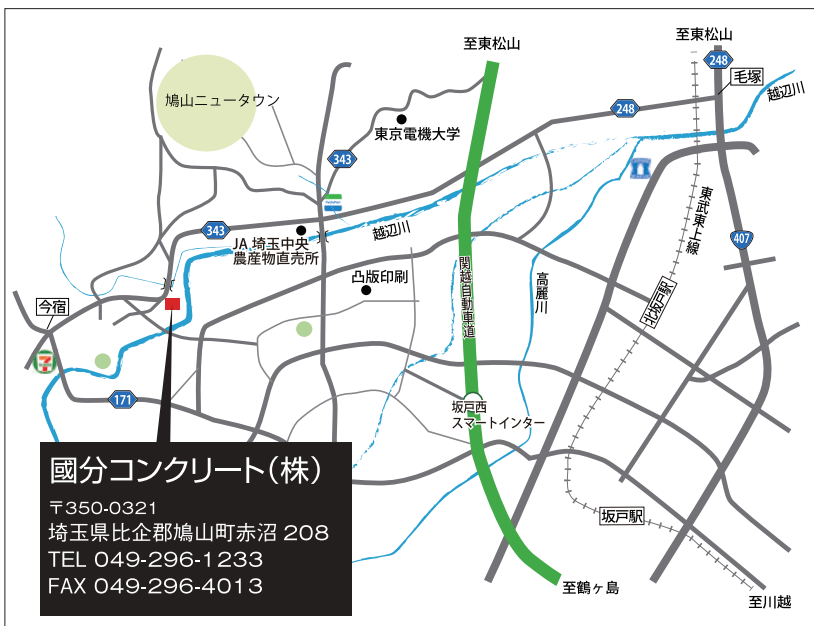 至東松山
至東松山
248
毛塚
越辺川
鳩山ニュータウン
東京電機大学
248
343
343
東武東上線
407
JA 埼玉中央
農産物直売所
越辺川
関越自動車道
高麗川
凸版印刷
北坂戸駅
今宿
7
171
坂戸西
スマートインター
坂戸駅
至鶴ヶ島
至川越
國分コンクリート(株)
〒350-0321
埼玉県比企郡鳩山町赤沼 208
TEL 049-296-1233
FAX 049-296-4013